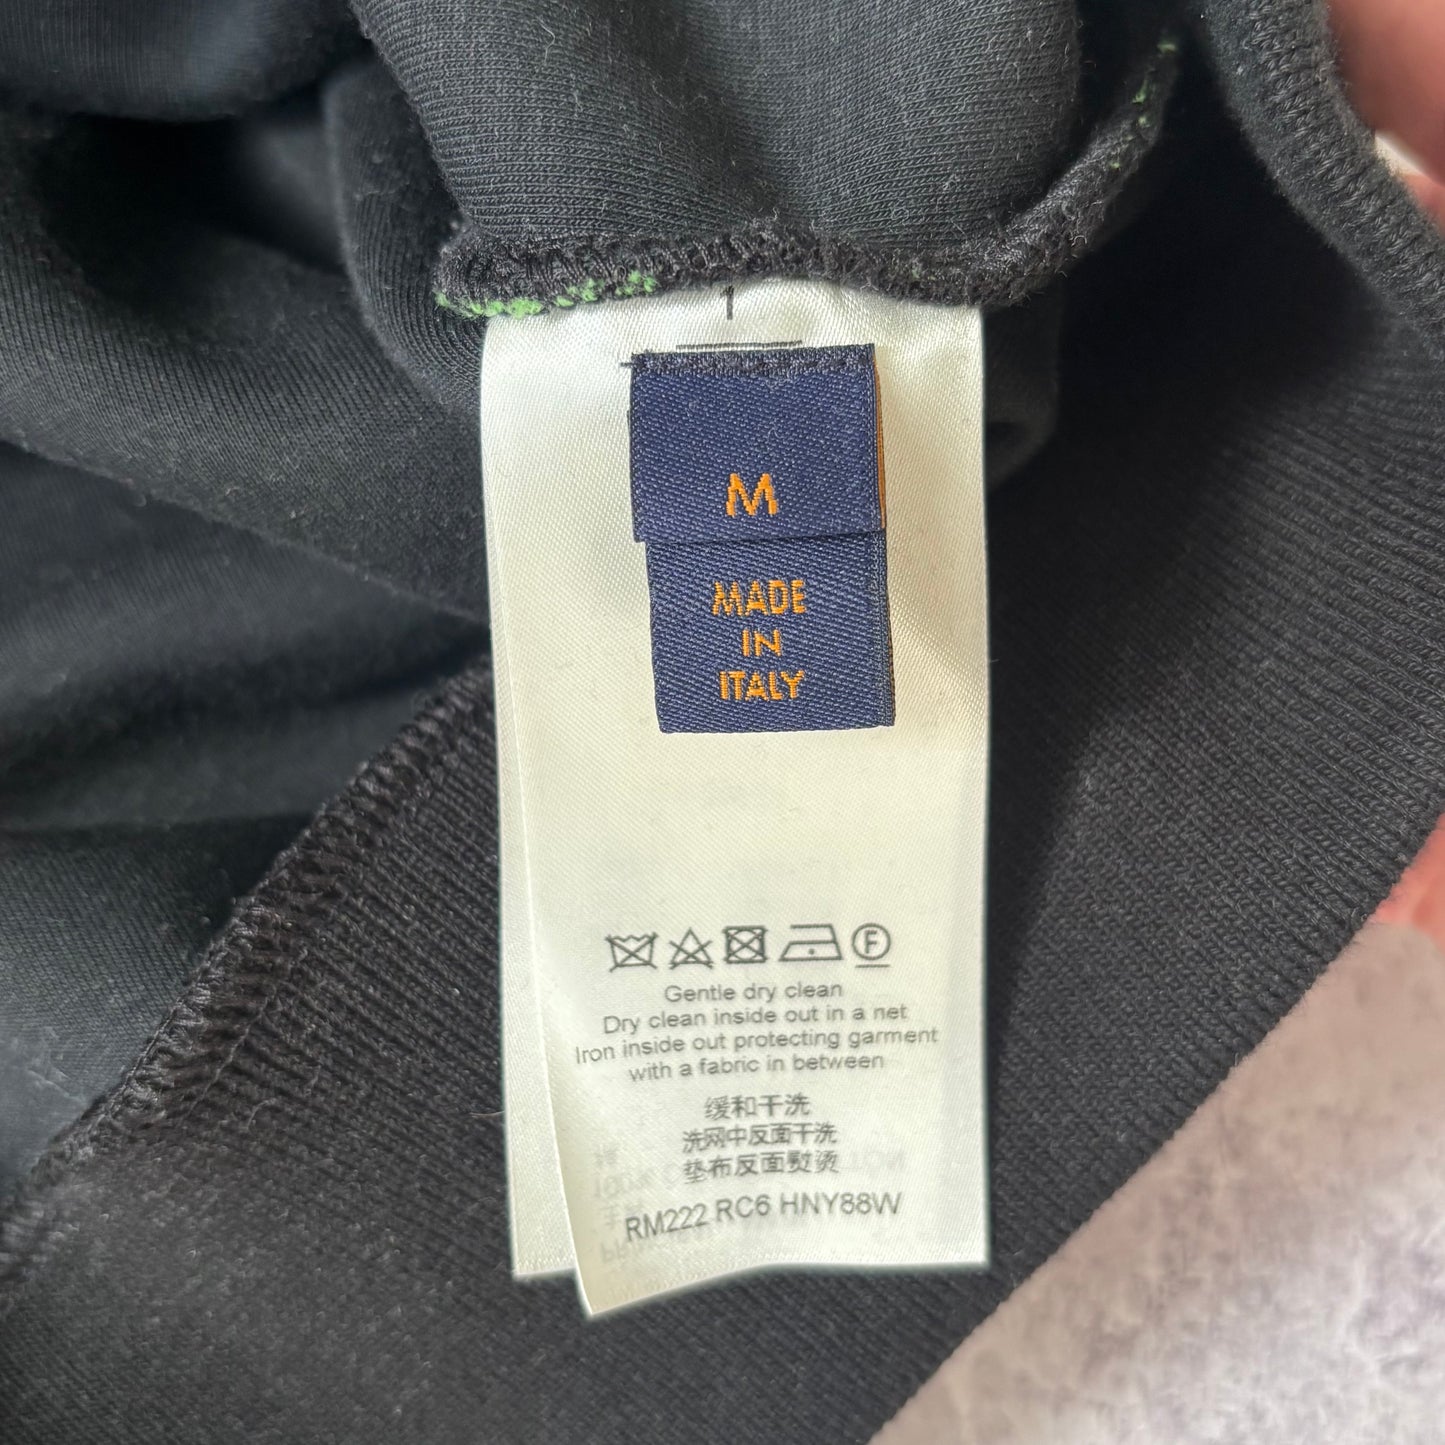 M
MADE
IN
ITALY
F
Gentle dry clean
Dry clean inside out in a net
Iron inside out protecting garment
with a fabric in between
缓和干洗
洗网中反面干洗
垫布反面熨烫
RM222 RC6 HNY88W